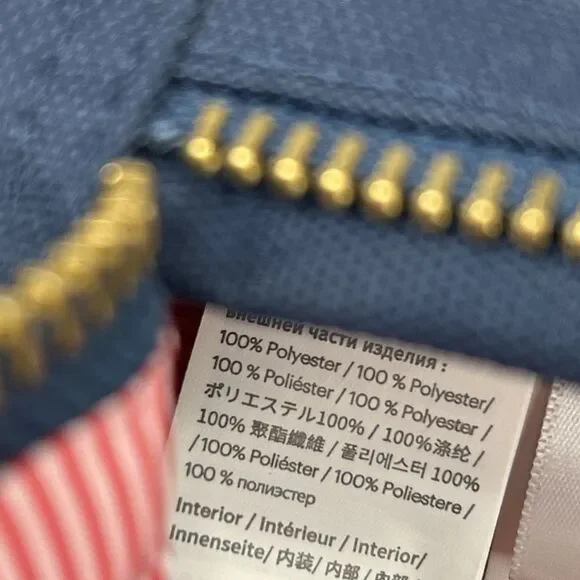 внешней части изделия :
100% Polyester / 100 % Polyester/
100 % Poliéster / 100 % Polyester /
ポリエステル100% / 100%涤纶/
100% 聚酯纖維 / 폴리에스터 100%
/100% Poliéster / 100% Poliestere /
100 % полиэстер
Interior / Intérieur / Interior/
Innenseite/ 内装/ 内部 /